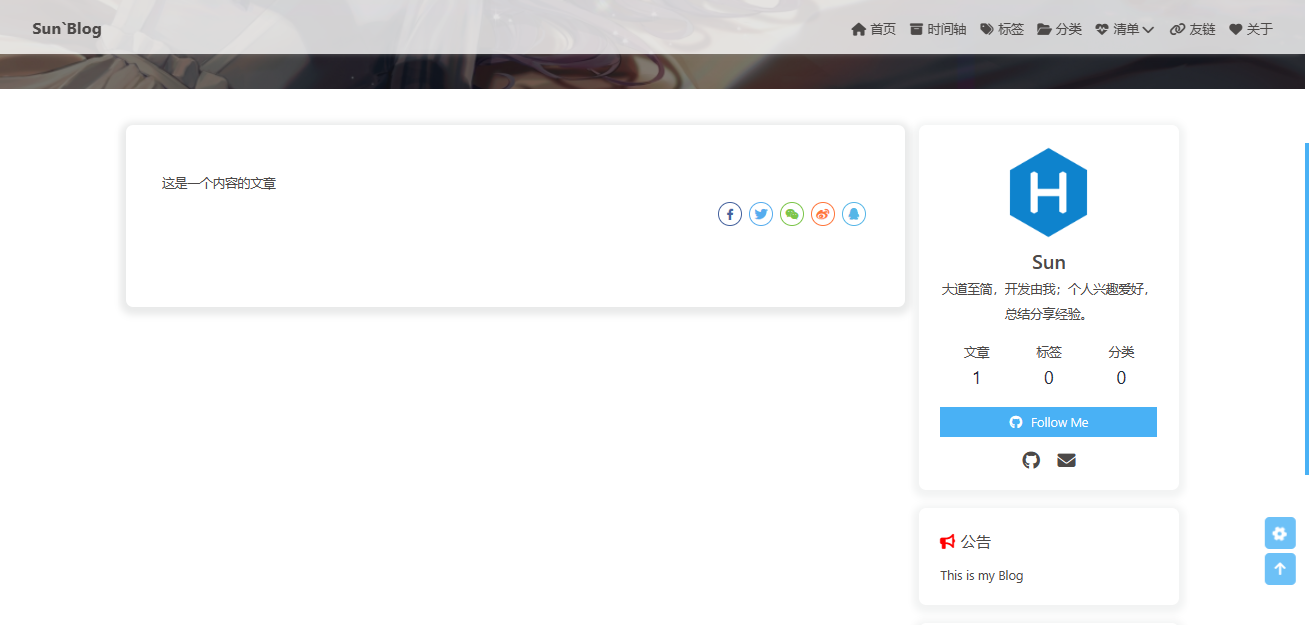 Sun`Blog
首页 时间轴 标签 分类 清单 友链 关于
这是一个内容的文章
H
Sun
大道至简，开发由我；个人兴趣爱好，
总结分享经验。
文章 标签 分类
1 0 0
Follow Me
公告
This is my Blog